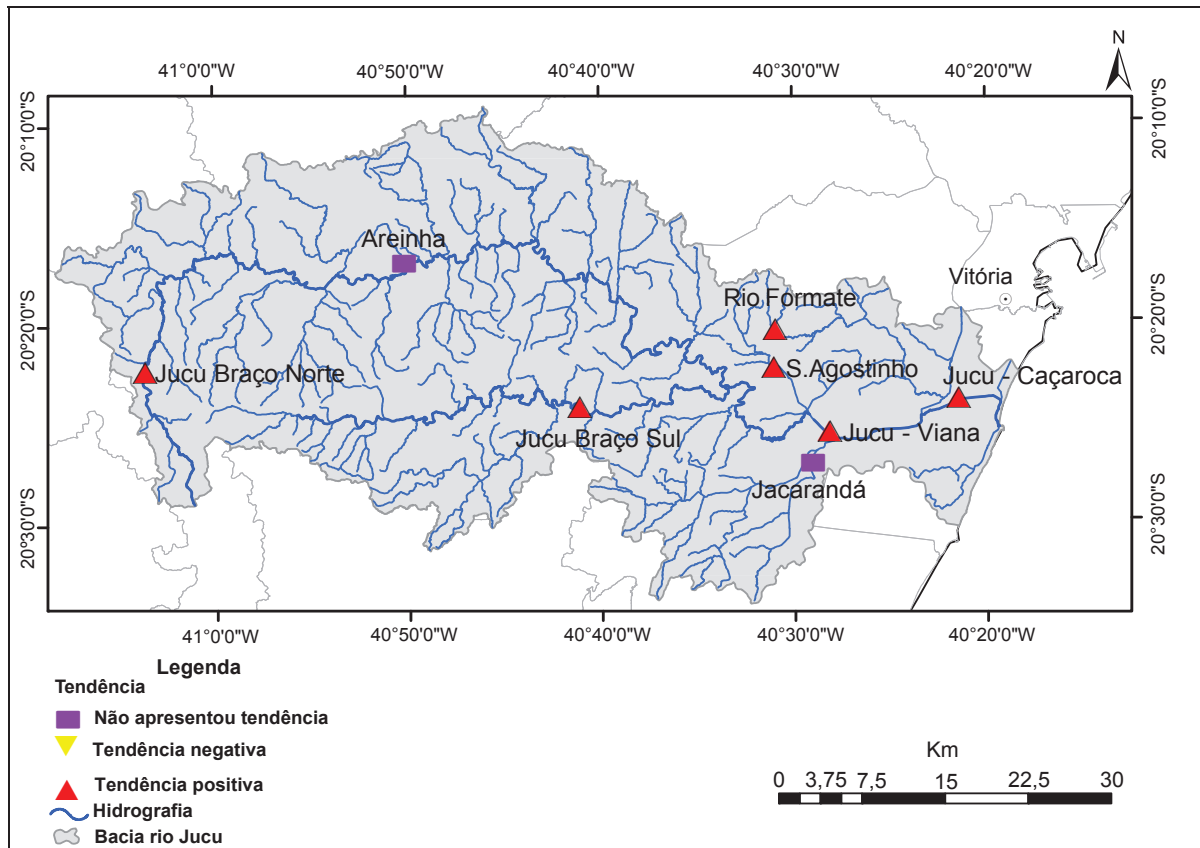 N
41°0'0"W 40°50'0"W 40°40'0"W 40°30'0"W 40°20'0"W
20°10'0"S 20°10'0"S
Areinha
Vitória
Rio Formate
20°20'0"S 20°20'0"S
S.Agostinho
Jucu Braço Norte
Jucu - Caçaroca
Jucu Braço Sul
Jucu - Viana
Jacarandá
20°30'0"S 20°30'0"S
41°0'0"W 40°50'0"W 40°40'0"W 40°30'0"W 40°20'0"W
Legenda
Tendência
Não apresentou tendência
Tendência negativa
Tendência positiva
Hidrografia
Bacia rio Jucu
Km
0 3,75 7,5 15 22,5 30